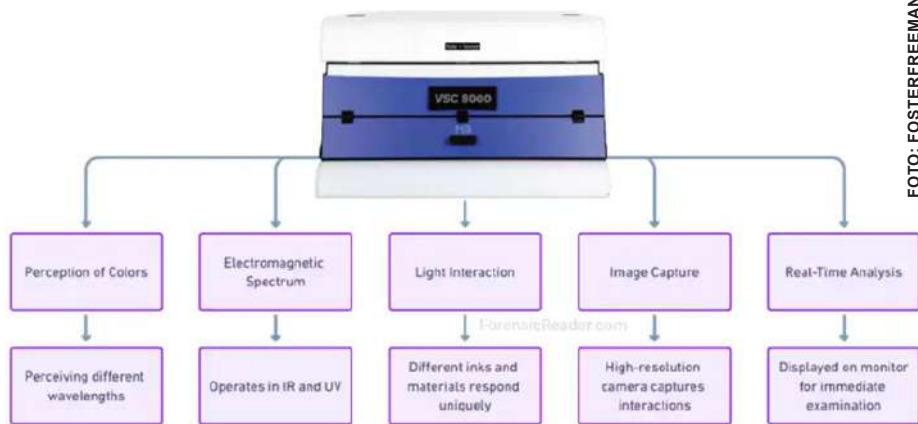 FOTO: FOSTERFREEMAN
VSC 8000
Perception of Colors
Electromagnetic
Spectrum
Light Interaction
Image Capture
Real-Time Analysis
ForensicReader.com
Perceiving different
wavelengths
Operates in IR and UV
Different inks and
materials respond
uniquely
High-resolution
camera captures
interactions
Displayed on monitor
for immediate
examination